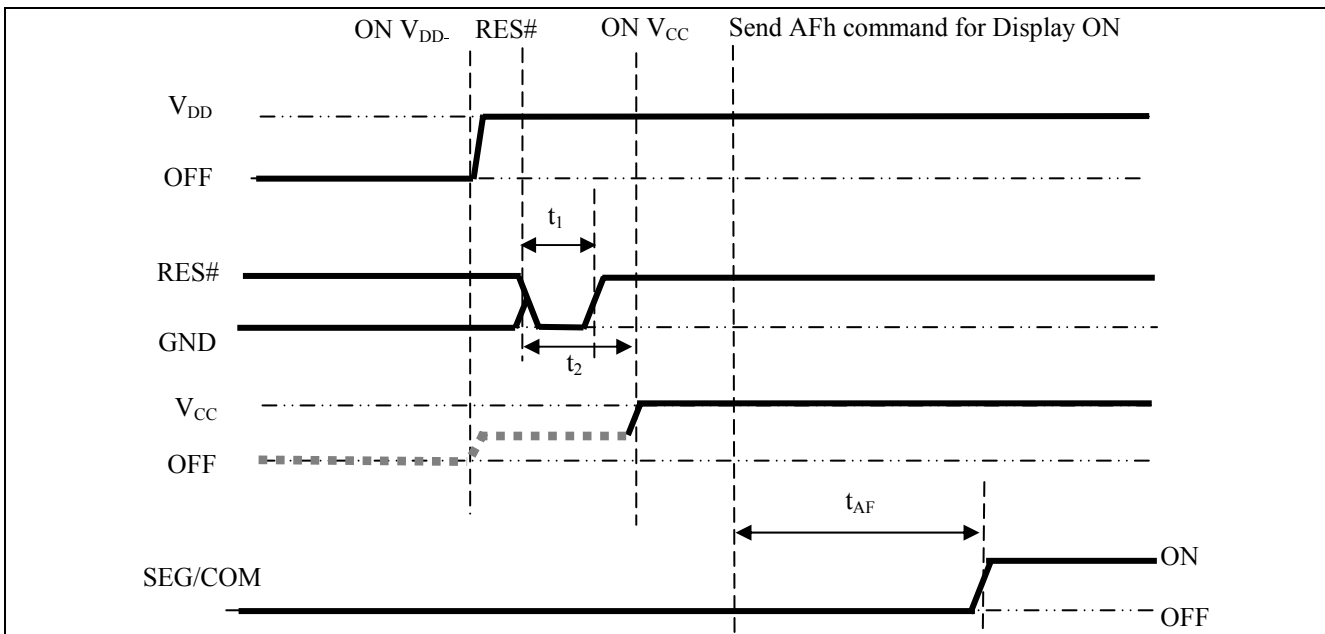 ON VDD- RES# ON VCC Send AFh command for Display ON
VDD
OFF
t1
RES#
GND
t2
VCC
OFF
tAF
SEG/COM
ON
OFF